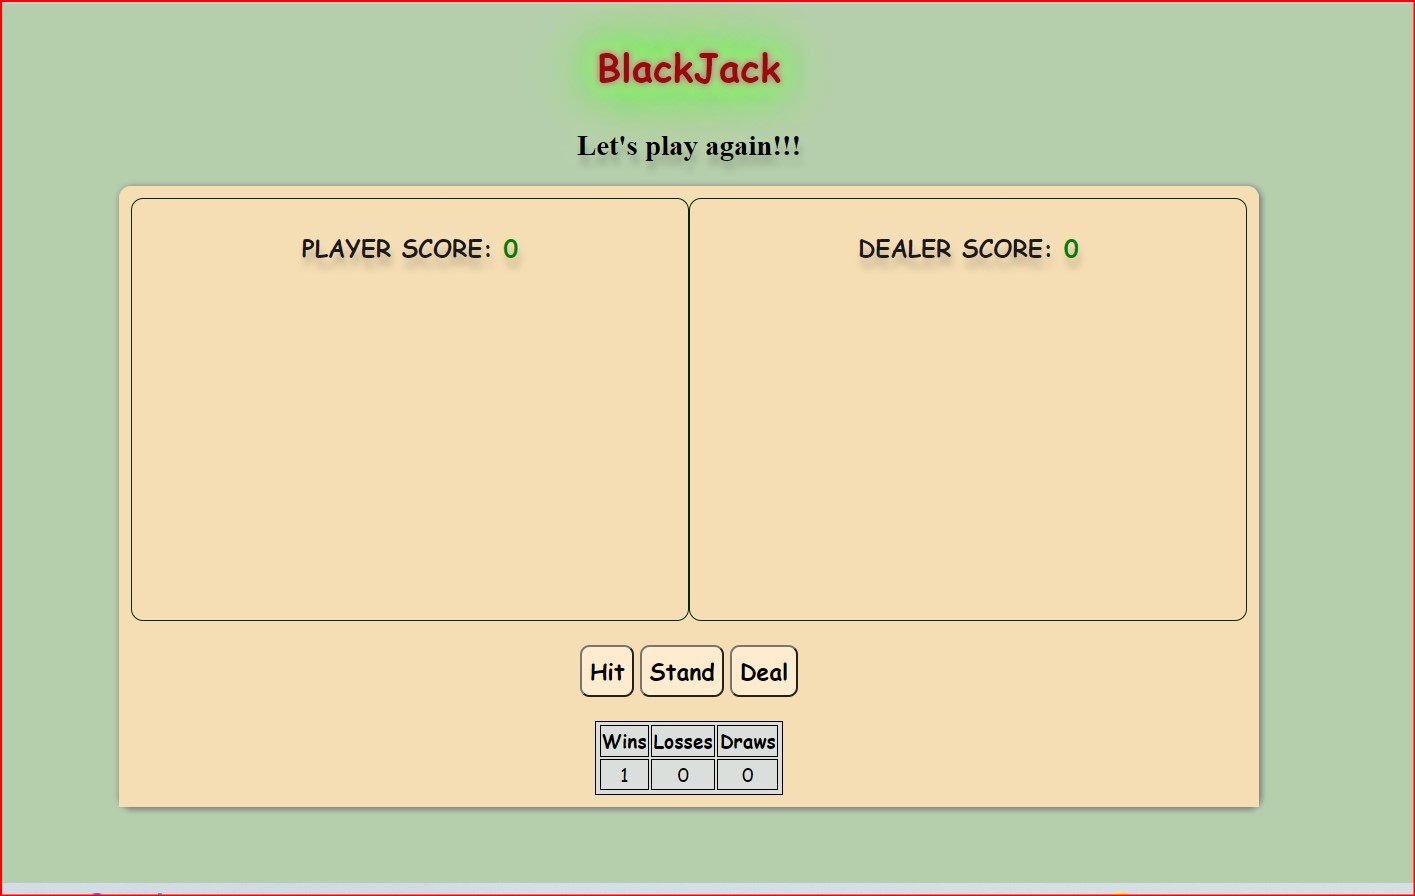 BlackJack
Let's play again!!!
PLAYER SCORE: 0
DEALER SCORE: 0
Hit Stand Deal
Wins Losses Draws
1 0 0